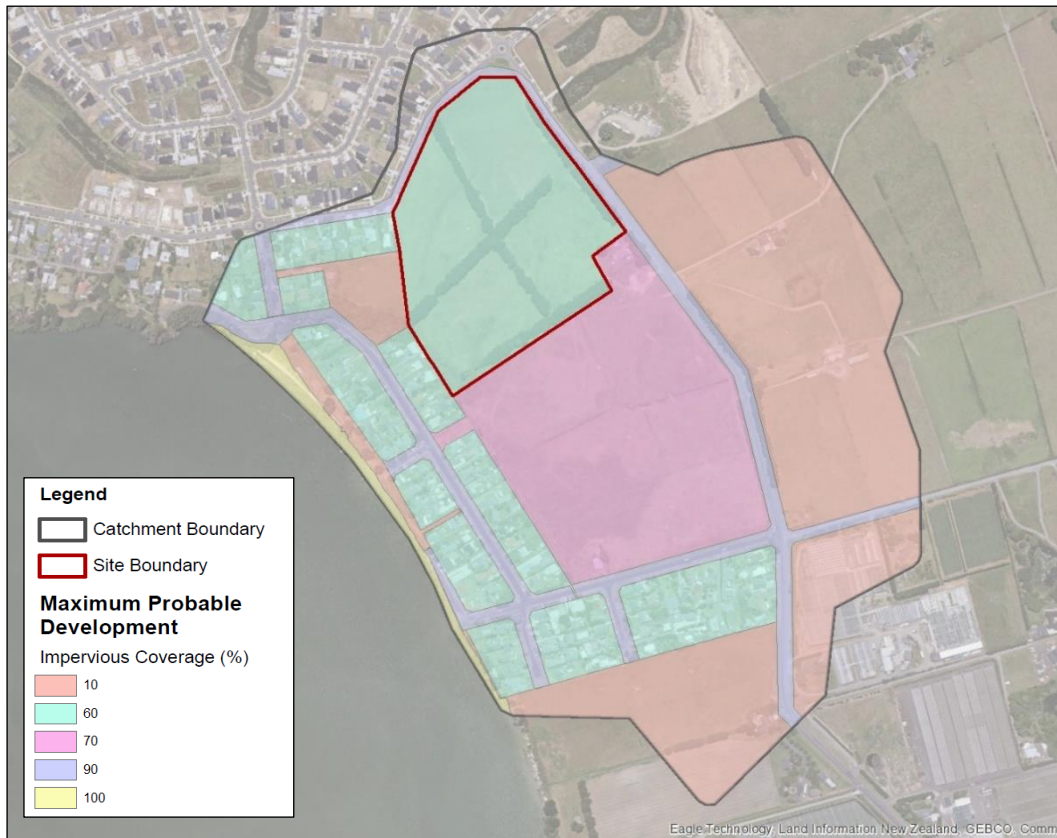 Legend
Catchment Boundary
Site Boundary
Maximum Probable
Development
Impervious Coverage (%)
10
60
70
90
100
Eagle Technology, Land Information New Zealand, GEBCO, Comm